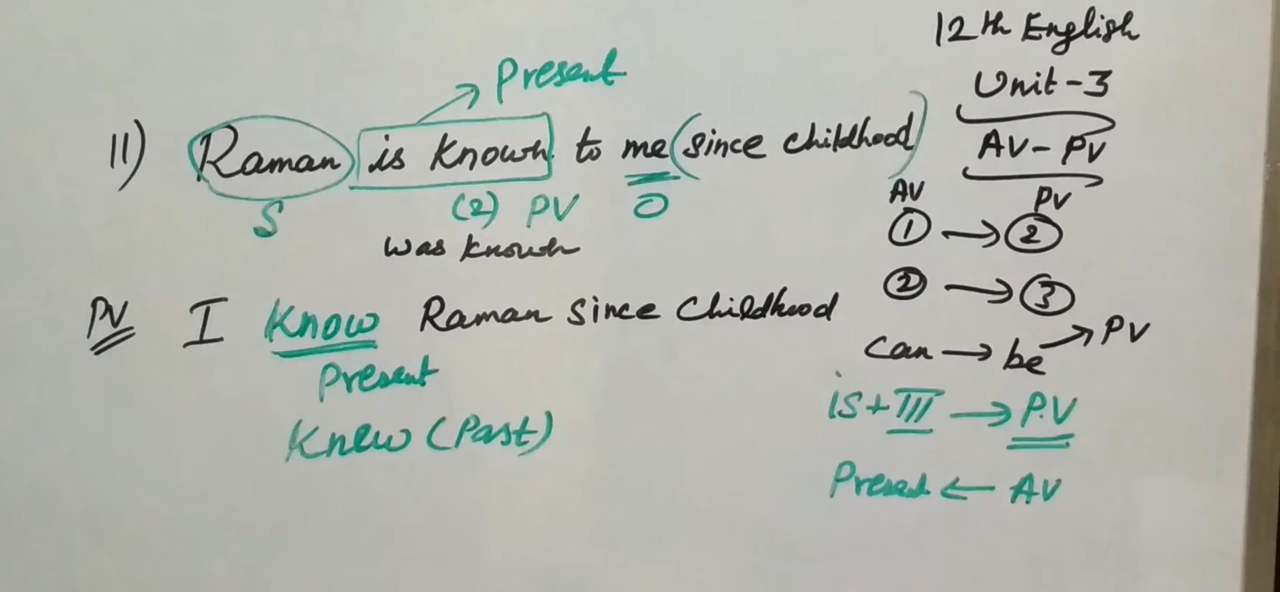 12th English
Unit-3
AV-PV
AV PV
① → ②
② → ③
can → be → PV
is+III → P.V
Present ← AV
Present
11) Raman is known to me (since childhood)
S (2) PV O
was known
PV I know Raman since childhood
Present
Knew (Past)